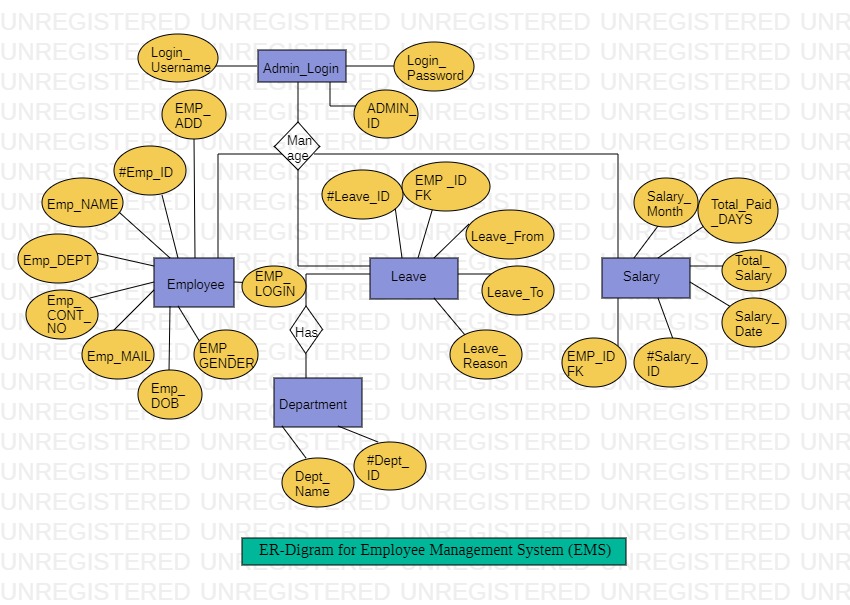 UNREGISTERED UNREGISTERED UNREGISTERED UNREGISTERED UNR
Login_
Username
Admin_Login
Login_
Password
EMP_
ADD
ADMIN_
ID
Man
age
#Emp_ID
Emp_NAME
Emp_DEPT
Emp_
CONT_
NO
Emp_MAIL
Emp_
DOB
EMP_
GENDER
EMP_
LOGIN
Employee
#Leave_ID
EMP _ID
FK
Leave_From
Leave_To
Leave_
Reason
Leave
Has
Department
Dept_
Name
#Dept_
ID
Salary_
Month
Total_Paid
_DAYS
Total_
Salary
Salary_
Date
Salary
EMP_ID
FK
#Salary_
ID
ER-Digram for Employee Management System (EMS)